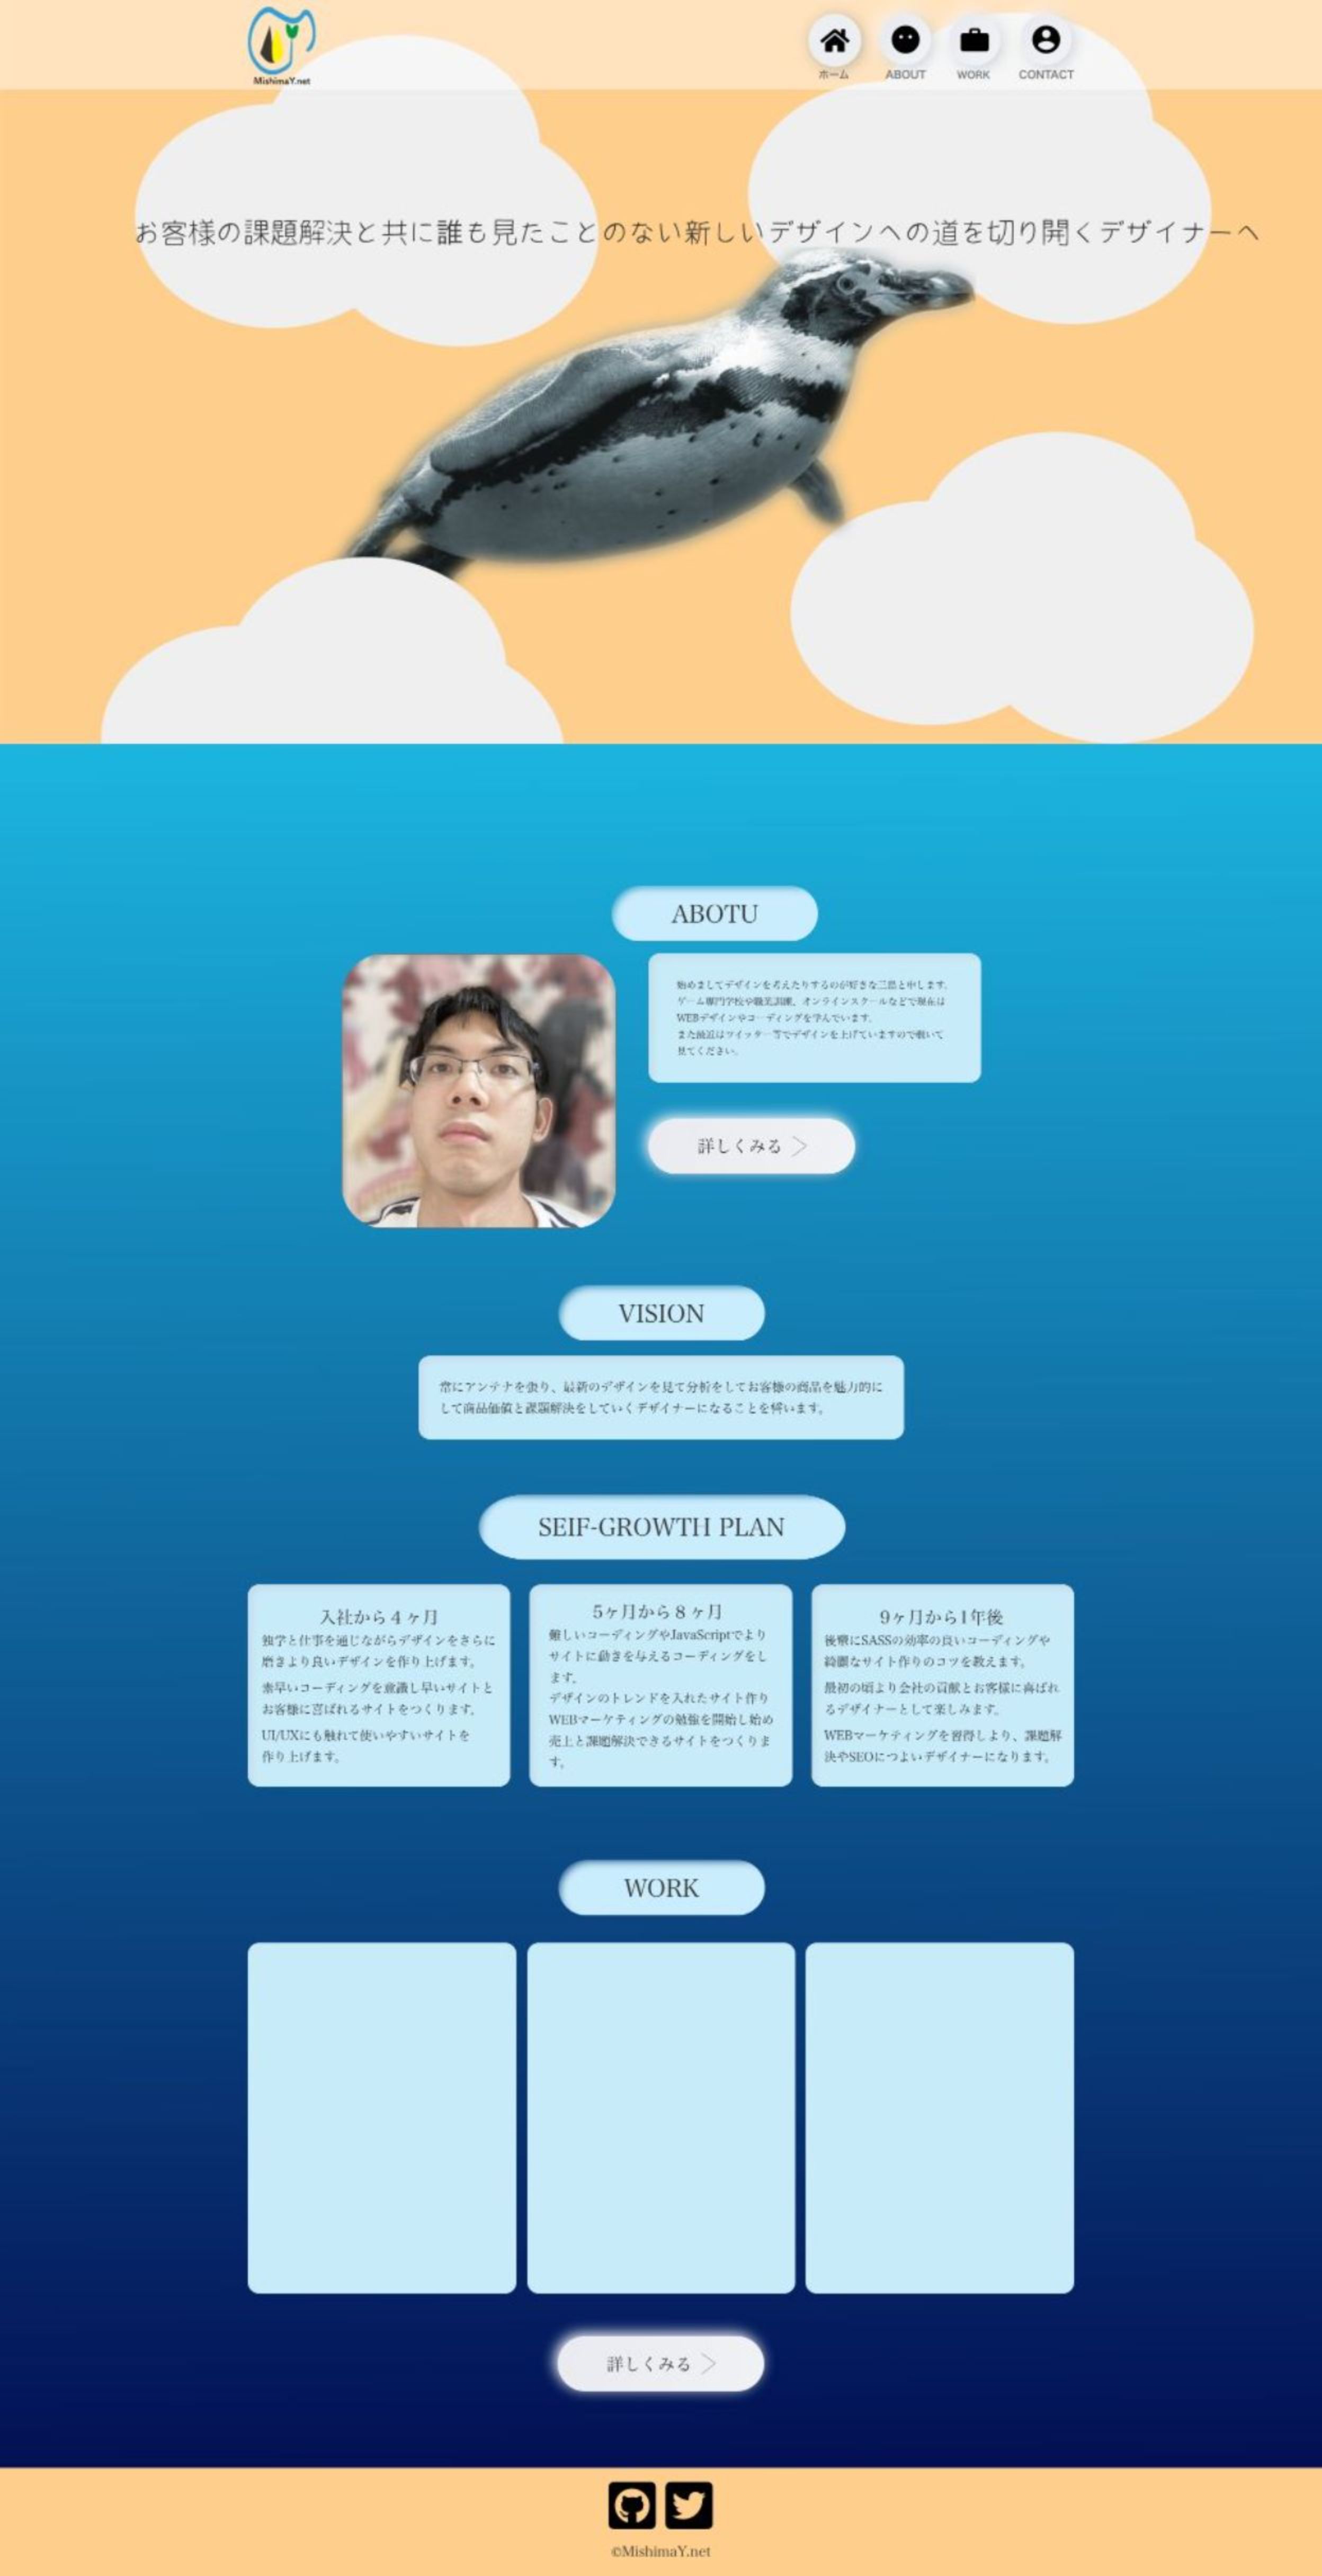 MishimaY.net
ホーム ABOUT WORK CONTACT
お客様の課題解決と共に誰も見たことのない新しいデザインへの道を切り開くデザイナーへ
ABOTU
始めましてデザインを考えたりするのが好きな三島と申します。
ゲーム専門学校や職業訓練、オンラインスクールなどで現在は
WEBデザインやコーディングを学んでいます。
また最近はツイッター等でデザインを上げていますので覗いて
見てください。
詳しくみる
VISION
常にアンテナを張り、最新のデザインを見て分析をしてお客様の商品を魅力的に
して商品価値と課題解決をしていくデザイナーになることを誓います。
SEIF-GROWTH PLAN
入社から４ヶ月
独学と仕事を通じながらデザインをさらに
磨きより良いデザインを作り上げます。
素早いコーディングを意識し早いサイトと
お客様に喜ばれるサイトをつくります。
UI/UXにも触れて使いやすいサイトを
作り上げます。
5ヶ月から８ヶ月
難しいコーディングやJavaScriptでより
サイトに動きを与えるコーディングをし
ます。
デザインのトレンドを入れたサイト作り
WEBマーケティングの勉強を開始し始め
売上と課題解決できるサイトをつくりま
す。
9ヶ月から1年後
後輩にSASSの効率の良いコーディングや
綺麗なサイト作りのコツを教えます。
最初の頃より会社の貢献とお客様に喜ばれ
るデザイナーとして楽しみます。
WEBマーケティングを習得しより、課題解
決やSEOにつよいデザイナーになります。
WORK
詳しくみる
©MishimaY.net